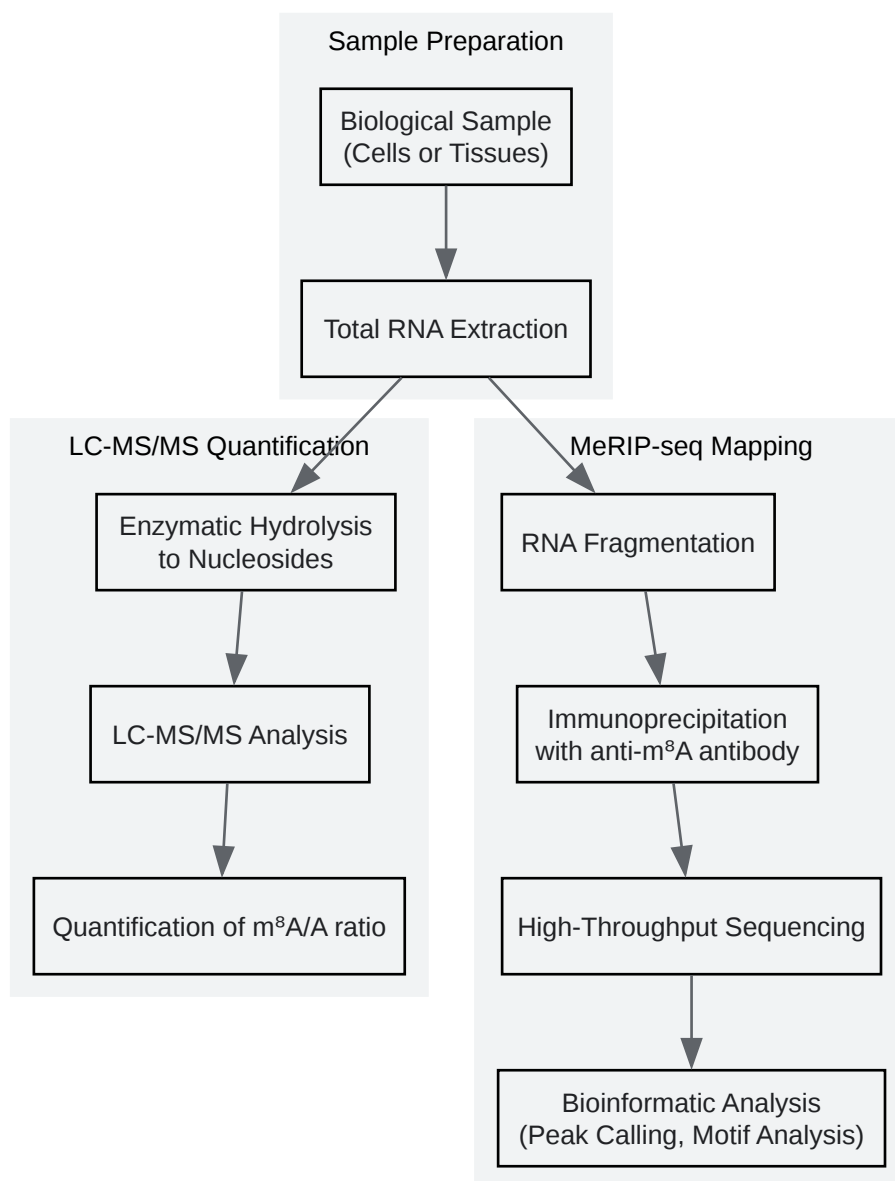 Sample Preparation
Biological Sample
(Cells or Tissues)
Total RNA Extraction
LC-MS/MS Quantification
Enzymatic Hydrolysis
to Nucleosides
LC-MS/MS Analysis
Quantification of m⁸A/A ratio
MeRIP-seq Mapping
RNA Fragmentation
Immunoprecipitation
with anti-m⁸A antibody
High-Throughput Sequencing
Bioinformatic Analysis
(Peak Calling, Motif Analysis)